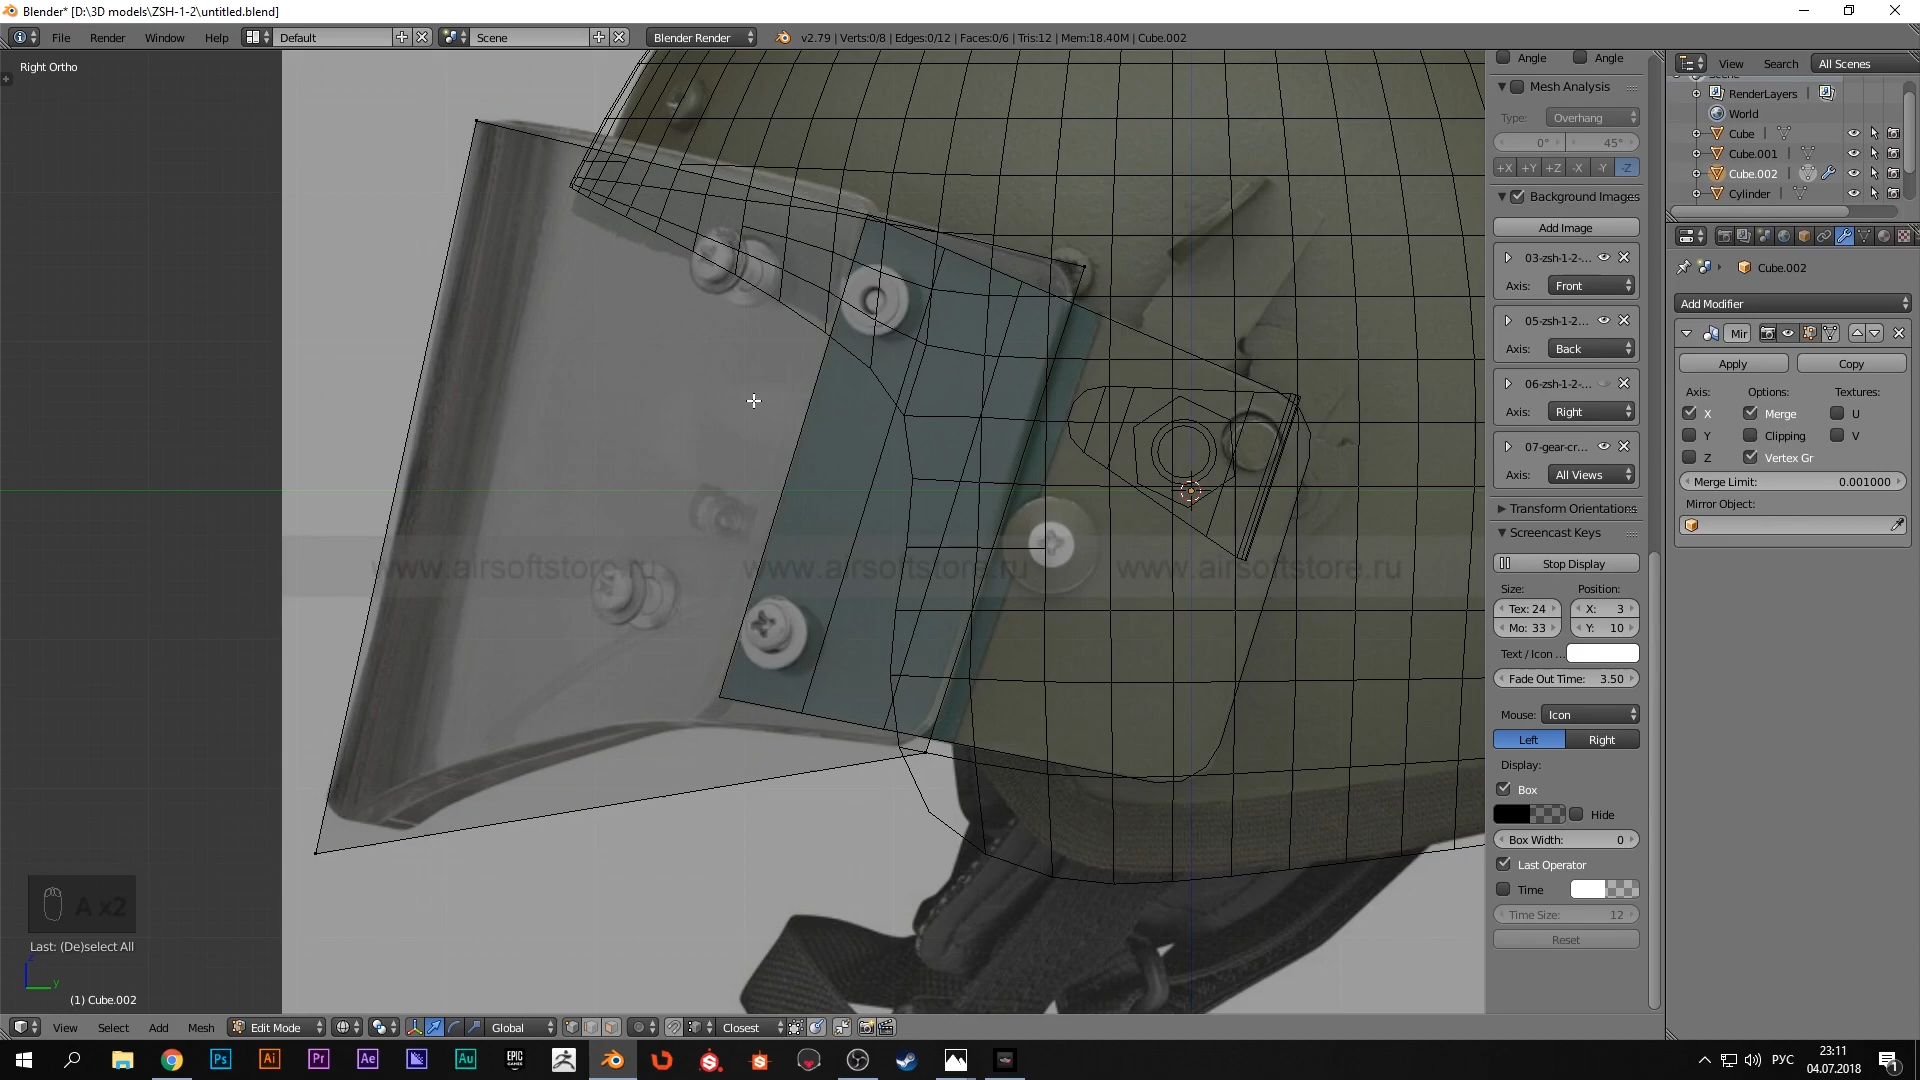 Blender* [D:\3D models\ZSH-1-2\untitled.blend]
File Render Window Help Default Scene Blender Render v2.79 | Verts:0/8 | Edges:0/12 | Faces:0/6 | Tris:12 | Mem:18.40M | Cube.002
Right Ortho
Angle Angle
Mesh Analysis
Type: Overhang
0° 45°
+X +Y +Z -X -Y -Z
Background Images
Add Image
03-zsh-1-2-...
Axis: Front
05-zsh-1-2...
Axis: Back
06-zsh-1-2-...
Axis: Right
07-gear-cr...
Axis: All Views
Transform Orientations
Screencast Keys
Stop Display
Size: Position:
Tex: 24 X: 3
Mo: 33 Y: 10
Text / Icon ...
Fade Out Time: 3.50
Mouse: Icon
Left Right
Display:
Box
Hide
Box Width: 0
Last Operator
Time
Time Size: 12
Reset
View Search All Scenes
RenderLayers
World
Cube
Cube.001
Cube.002
Cylinder
Cube.002
Add Modifier
Mir
Apply Copy
Axis: Options: Textures:
X Merge U
Y Clipping V
Z Vertex Gr
Merge Limit: 0.001000
Mirror Object:
www.airsoftstore.ru www.airsoftstore.ru www.airsoftstore.ru
A x2
Last: (De)select All
z
y
(1) Cube.002
View Select Add Mesh Edit Mode Global Closest
Ps Ai Pr Ae Au EPIC GAMES РУС
23:11
04.07.2018
1